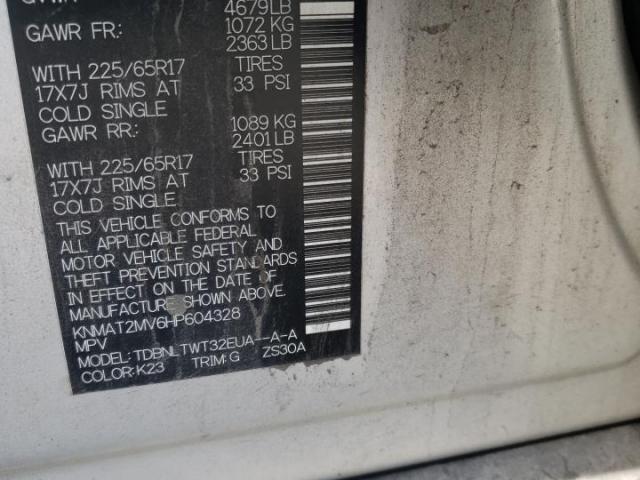 4679LB
GAWR FR: 1072 KG
2363 LB
WITH 225/65R17 TIRES
17X7J RIMS AT 33 PSI
COLD SINGLE
GAWR RR: 1089 KG
2401LB
WITH 225/65R17 TIRES
17X7J RIMS AT 33 PSI
COLD SINGLE
THIS VEHICLE CONFORMS TO
ALL APPLICABLE FEDERAL
MOTOR VEHICLE SAFETY AND
THEFT PREVENTION STANDARDS
IN EFFECT ON THE DATE OF
MANUFACTURE SHOWN ABOVE.
KNMAT2MV6HP604328
MPV
MODEL: TDBNLTWT32EUA--A-A
COLOR: K23 TRIM: G ZS30A